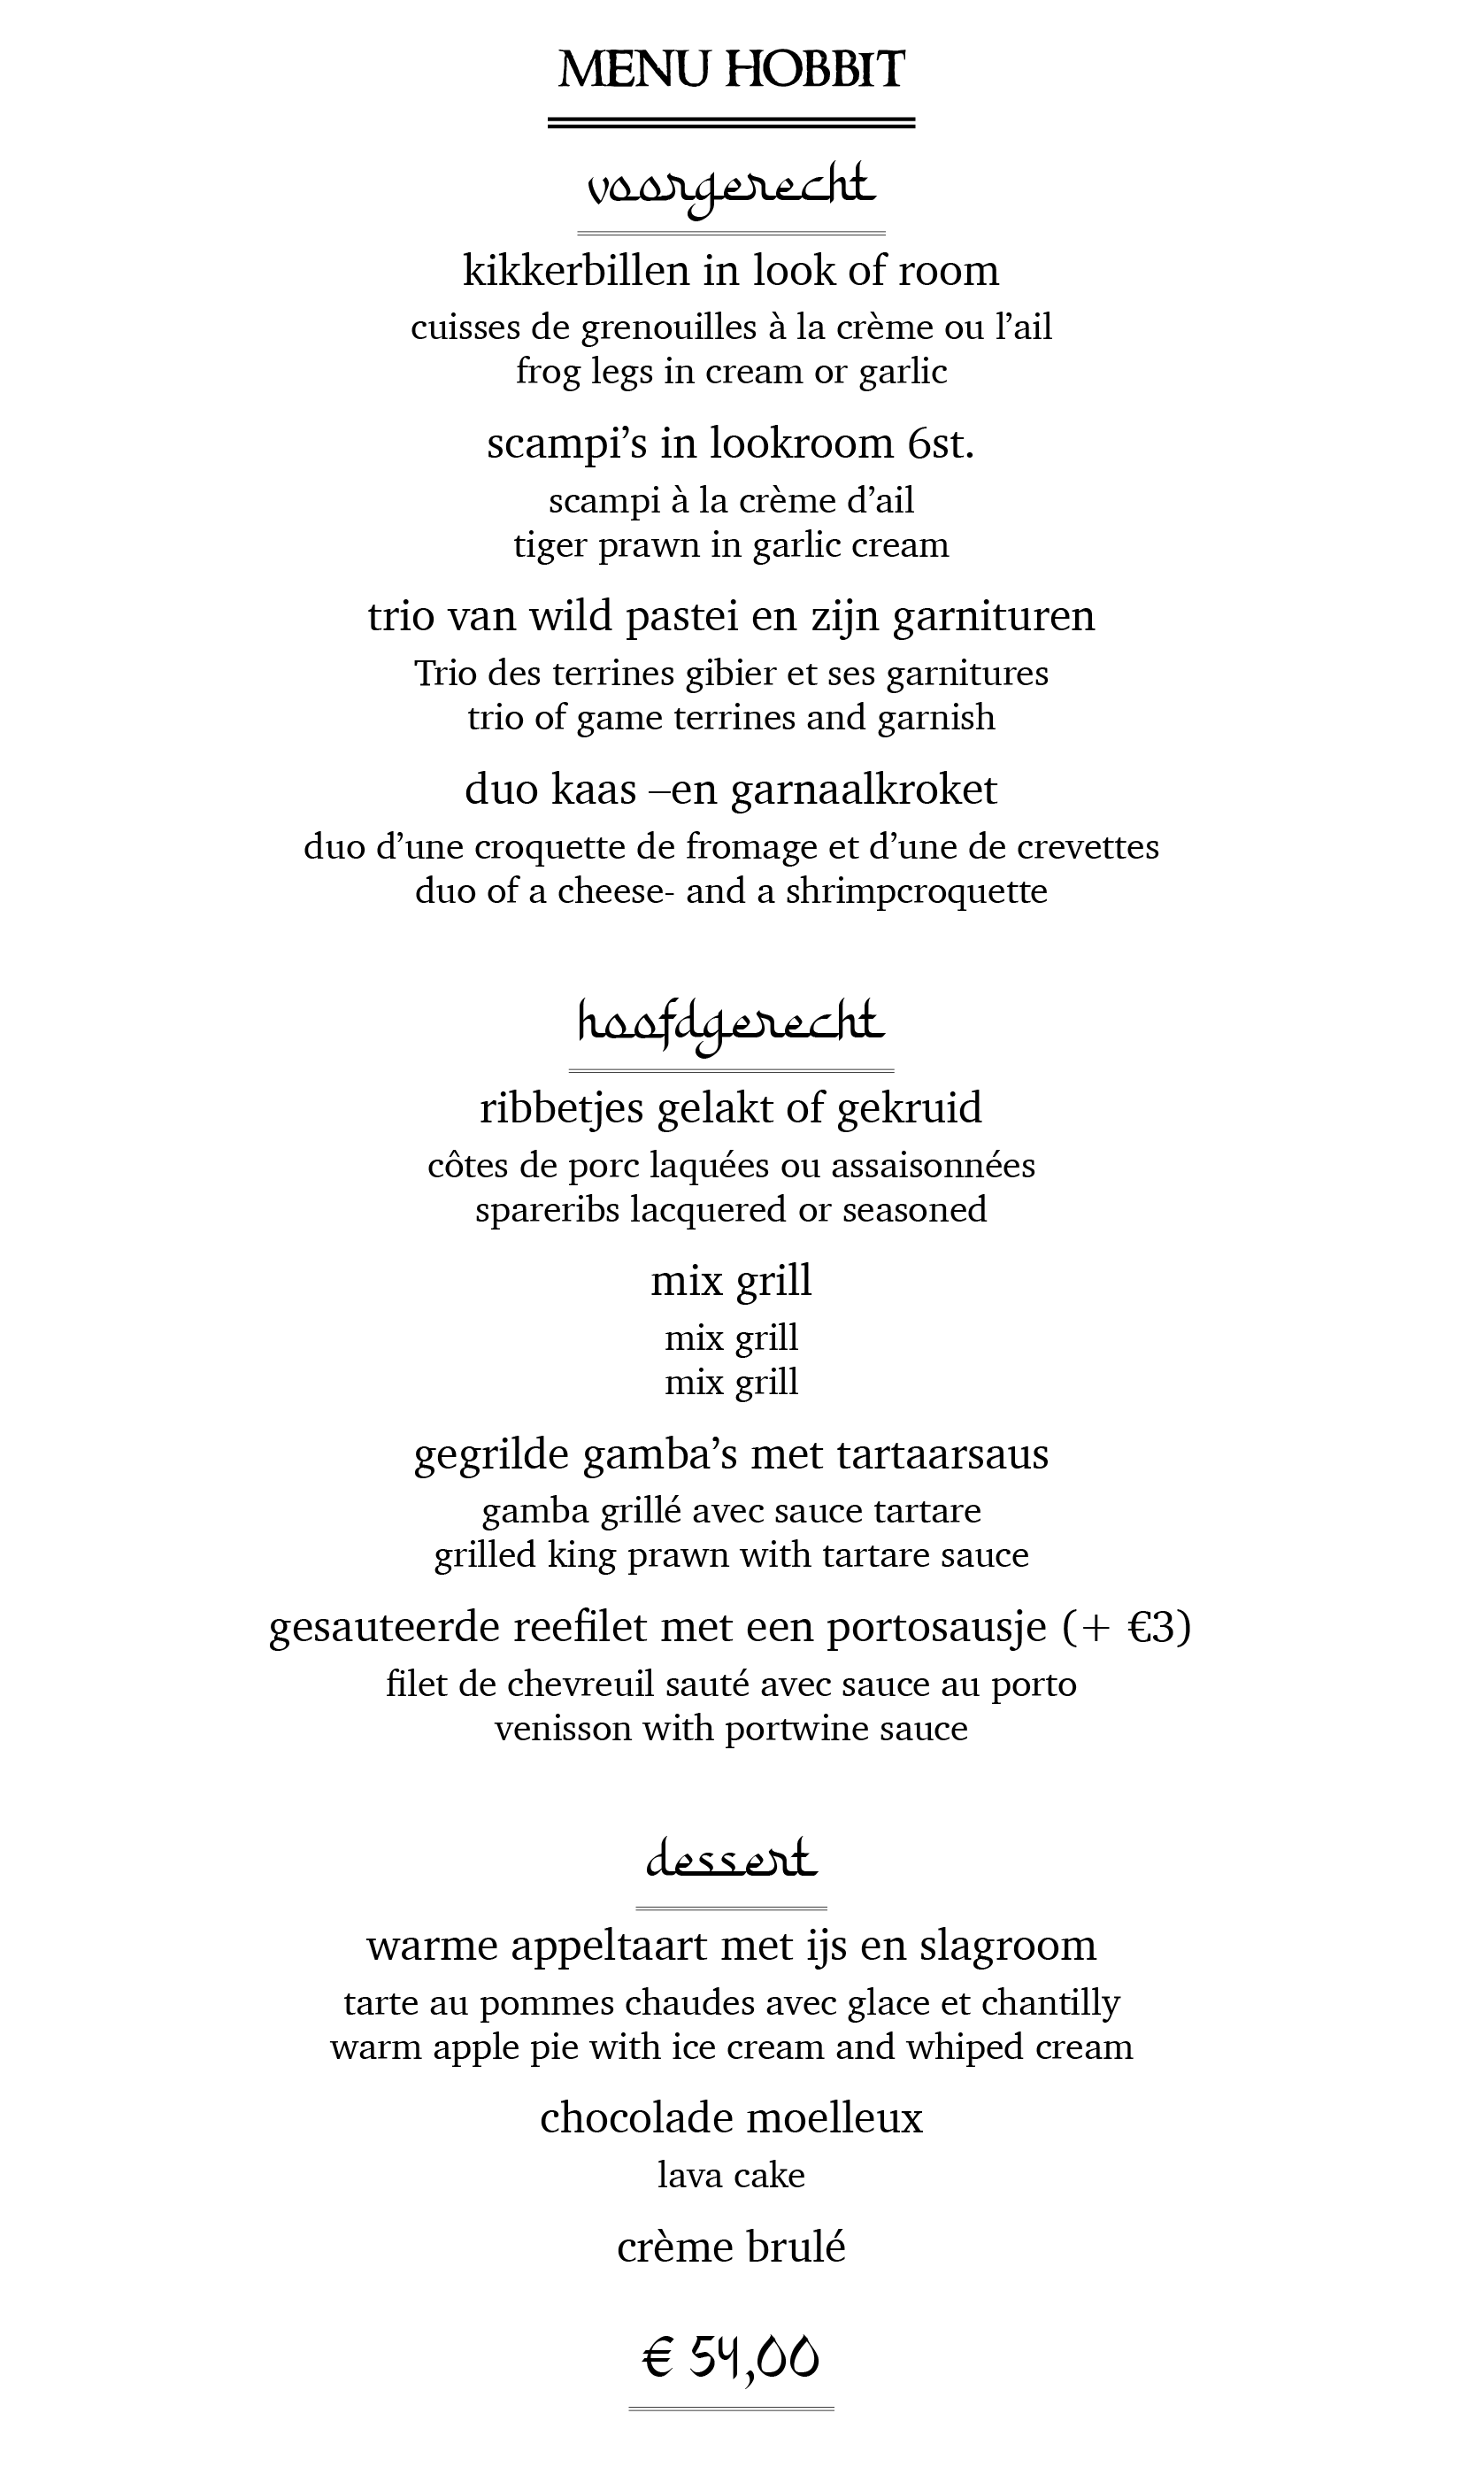 MENU HOBBIT
voorgerecht
kikkerbillen in look of room
cuisses de grenouilles à la crème ou l’ail
frog legs in cream or garlic
scampi’s in lookroom 6st.
scampi à la crème d’ail
tiger prawn in garlic cream
trio van wild pastei en zijn garnituren
Trio des terrines gibier et ses garnitures
trio of game terrines and garnish
duo kaas –en garnaalkroket
duo d’une croquette de fromage et d’une de crevettes
duo of a cheese- and a shrimpcroquette
hoofdgerecht
ribbetjes gelakt of gekruid
côtes de porc laquées ou assaisonnées
spareribs lacquered or seasoned
mix grill
mix grill
mix grill
gegrilde gamba’s met tartaarsaus
gamba grillé avec sauce tartare
grilled king prawn with tartare sauce
gesauteerde reefilet met een portosausje (+ €3)
filet de chevreuil sauté avec sauce au porto
venisson with portwine sauce
dessert
warme appeltaart met ijs en slagroom
tarte au pommes chaudes avec glace et chantilly
warm apple pie with ice cream and whiped cream
chocolade moelleux
lava cake
crème brulé
€ 54,00